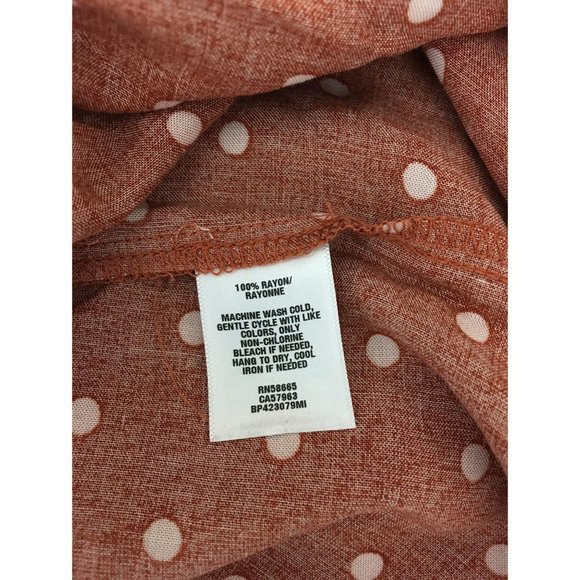 100% RAYON/
RAYONNE
MACHINE WASH COLD,
GENTLE CYCLE WITH LIKE
COLORS, ONLY
NON-CHLORINE
BLEACH IF NEEDED,
HANG TO DRY, COOL
IRON IF NEEDED
RN58665
CA57963
BP423079MI